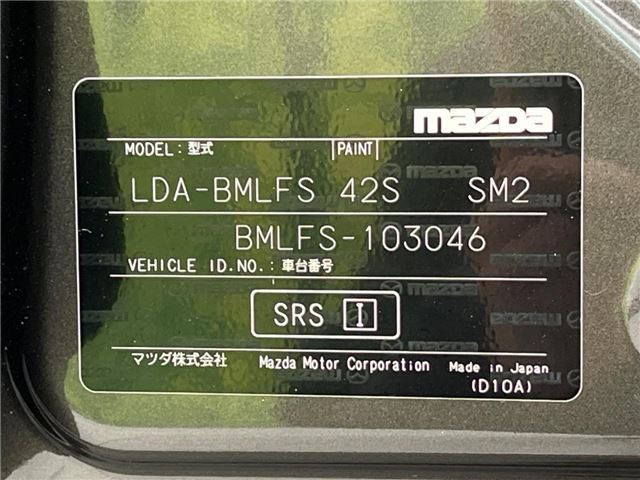 mazda
MODEL: 型式 PAINT
LDA-BMLFS 42S SM2
BMLFS-103046
VEHICLE ID.NO.: 車台番号
SRS I
マツダ株式会社 Mazda Motor Corporation Made in Japan
(D10A)